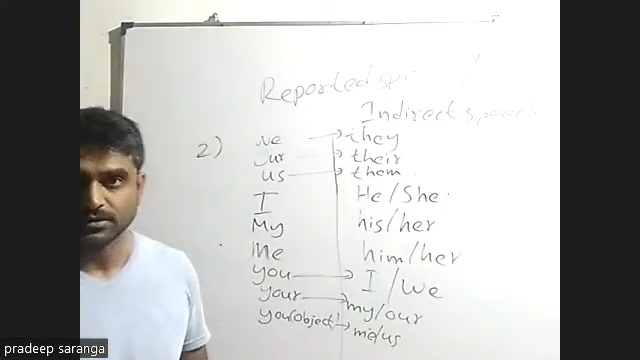 Reported
Indirect speech
2) we → they
our → their
us → them
I He/She
My his/her
Me him/her
you → I/We
your → my/our
you(object) → me/us
pradeep saranga